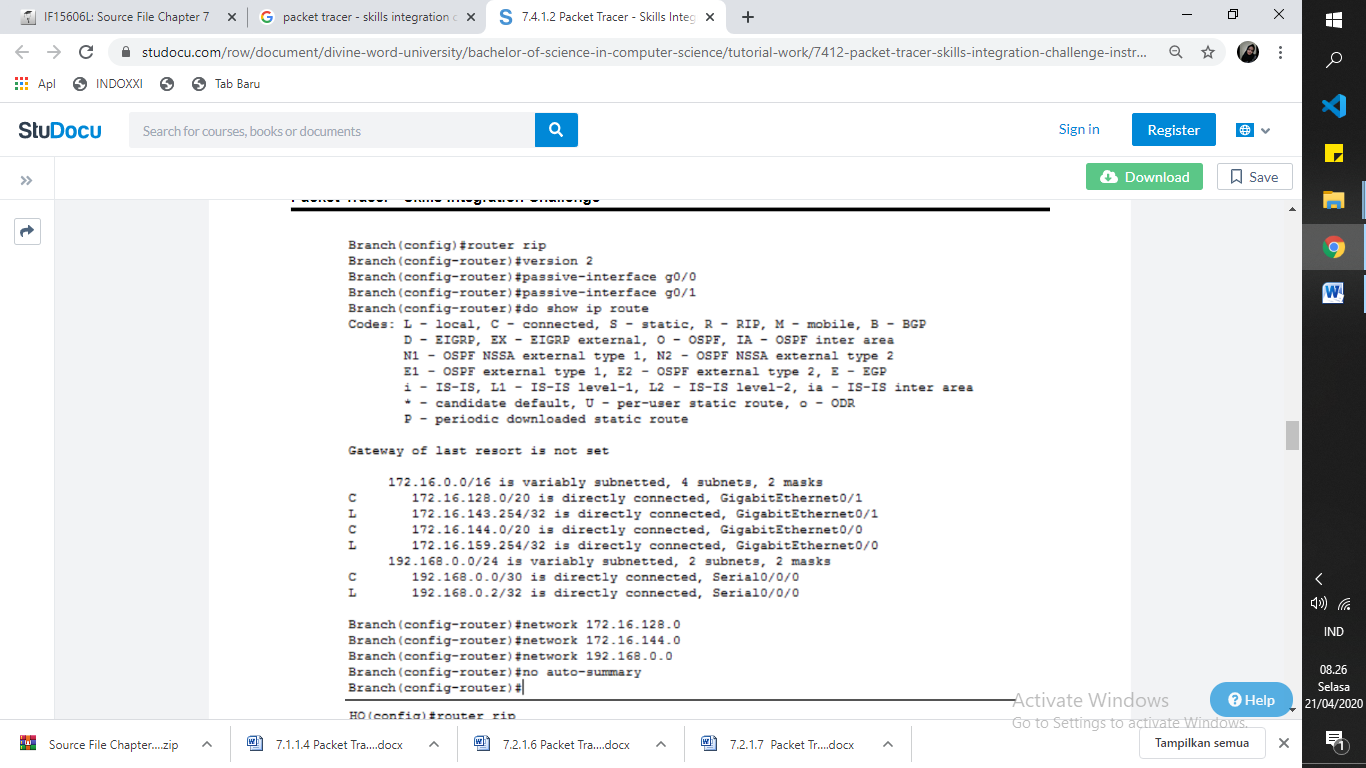 IF15606L: Source File Chapter 7
packet tracer - skills integration c
7.4.1.2 Packet Tracer - Skills Integ
studocu.com/row/document/divine-word-university/bachelor-of-science-in-computer-science/tutorial-work/7412-packet-tracer-skills-integration-challenge-instr...
Apl
INDOXXI
Tab Baru
StuDocu
Search for courses, books or documents
Sign in
Register
Download
Save
Packet Tracer - Skills Integration Challenge
Branch(config)#router rip
Branch(config-router)#version 2
Branch(config-router)#passive-interface g0/0
Branch(config-router)#passive-interface g0/1
Branch(config-router)#do show ip route
Codes: L - local, C - connected, S - static, R - RIP, M - mobile, B - BGP
D - EIGRP, EX - EIGRP external, O - OSPF, IA - OSPF inter area
N1 - OSPF NSSA external type 1, N2 - OSPF NSSA external type 2
E1 - OSPF external type 1, E2 - OSPF external type 2, E - EGP
i - IS-IS, L1 - IS-IS level-1, L2 - IS-IS level-2, ia - IS-IS inter area
* - candidate default, U - per-user static route, o - ODR
P - periodic downloaded static route
Gateway of last resort is not set
172.16.0.0/16 is variably subnetted, 4 subnets, 2 masks
C 172.16.128.0/20 is directly connected, GigabitEthernet0/1
L 172.16.143.254/32 is directly connected, GigabitEthernet0/1
C 172.16.144.0/20 is directly connected, GigabitEthernet0/0
L 172.16.159.254/32 is directly connected, GigabitEthernet0/0
192.168.0.0/24 is variably subnetted, 2 subnets, 2 masks
C 192.168.0.0/30 is directly connected, Serial0/0/0
L 192.168.0.2/32 is directly connected, Serial0/0/0
Branch(config-router)#network 172.16.128.0
Branch(config-router)#network 172.16.144.0
Branch(config-router)#network 192.168.0.0
Branch(config-router)#no auto-summary
Branch(config-router)#
HQ(config)#router rip
Activate Windows
Go to Settings to activate Windows.
Help
Source File Chapter....zip
7.1.1.4 Packet Tra....docx
7.2.1.6 Packet Tra....docx
7.2.1.7 Packet Tr....docx
Tampilkan semua
IND
08.26
Selasa
21/04/2020
1